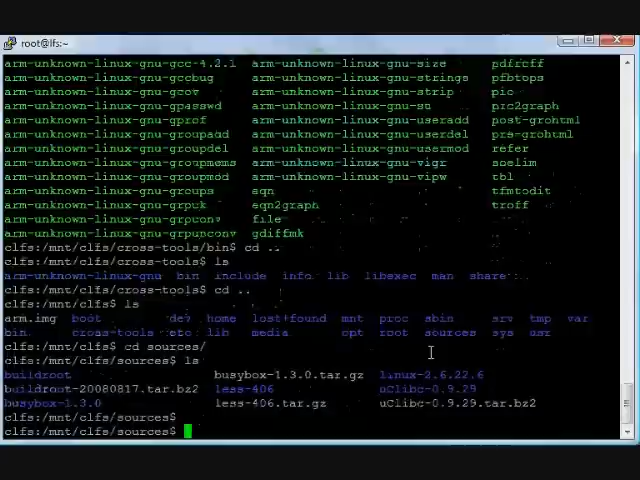 root@lfs:~
arm-unknown-linux-gnu-gcc-4.2.1 arm-unknown-linux-gnu-size pdfroff
arm-unknown-linux-gnu-gccbug arm-unknown-linux-gnu-strings pfbtops
arm-unknown-linux-gnu-gcov arm-unknown-linux-gnu-strip pic
arm-unknown-linux-gnu-gpasswd arm-unknown-linux-gnu-su pic2graph
arm-unknown-linux-gnu-gprof arm-unknown-linux-gnu-useradd post-grohtml
arm-unknown-linux-gnu-groupadd arm-unknown-linux-gnu-userdel pre-grohtml
arm-unknown-linux-gnu-groupdel arm-unknown-linux-gnu-usermod refer
arm-unknown-linux-gnu-groupmems arm-unknown-linux-gnu-vigr soelim
arm-unknown-linux-gnu-groupmod arm-unknown-linux-gnu-vipw tbl
arm-unknown-linux-gnu-groups eqn tfmtodit
arm-unknown-linux-gnu-grpck eqn2graph troff
arm-unknown-linux-gnu-grpconv file
arm-unknown-linux-gnu-grpunconv gdiffmk
clfs:/mnt/clfs/cross-tools/bin$ cd ..
clfs:/mnt/clfs/cross-tools$ ls
arm-unknown-linux-gnu bin include info lib libexec man share
clfs:/mnt/clfs/cross-tools$ cd ..
clfs:/mnt/clfs$ ls
arm.img boot dev home lost+found mnt proc sbin srv tmp var
bin cross-tools etc lib media opt root sources sys usr
clfs:/mnt/clfs$ cd sources/
clfs:/mnt/clfs/sources$ ls
buildroot busybox-1.3.0.tar.gz linux-2.6.22.6
buildroot-20080817.tar.bz2 less-406 uClibc-0.9.29
busybox-1.3.0 less-406.tar.gz uClibc-0.9.29.tar.bz2
clfs:/mnt/clfs/sources$
clfs:/mnt/clfs/sources$